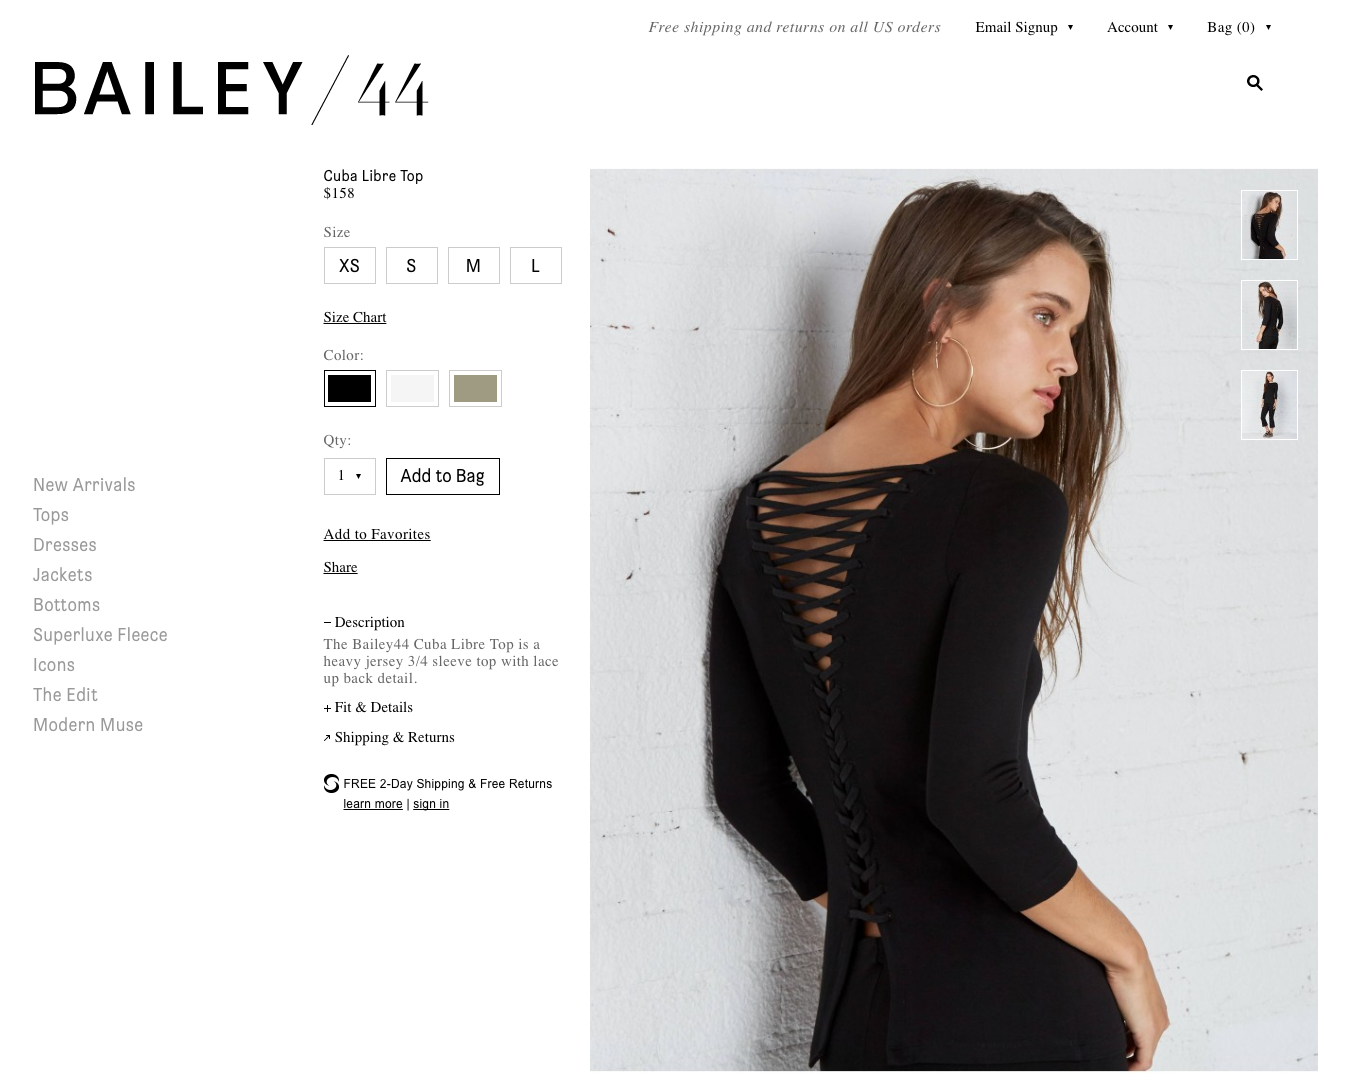 Free shipping and returns on all US orders
Email Signup ▼
Account ▼
Bag (0) ▼
BAILEY/44
Cuba Libre Top
$158
Size
XS S M L
Size Chart
Color:
Qty:
1 ▼ Add to Bag
Add to Favorites
Share
− Description
The Bailey44 Cuba Libre Top is a
heavy jersey 3/4 sleeve top with lace
up back detail.
+ Fit & Details
↗ Shipping & Returns
FREE 2-Day Shipping & Free Returns
learn more | sign in
New Arrivals
Tops
Dresses
Jackets
Bottoms
Superluxe Fleece
Icons
The Edit
Modern Muse